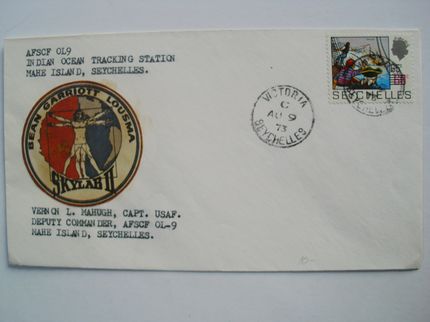 AFSCF OL9
INDIAN OCEAN TRACKING STATION
MAHE ISLAND, SEYCHELLES.
BEAN GARRIOTT LOUSMA
SKYLAB II
VERNON L. MAHUGH, CAPT. USAF.
DEPUTY COMMANDER, AFSCF OL-9
MAHE ISLAND, SEYCHELLES.
VICTORIA
C
AU 9
73
SEYCHELLES
SEYCHELLES